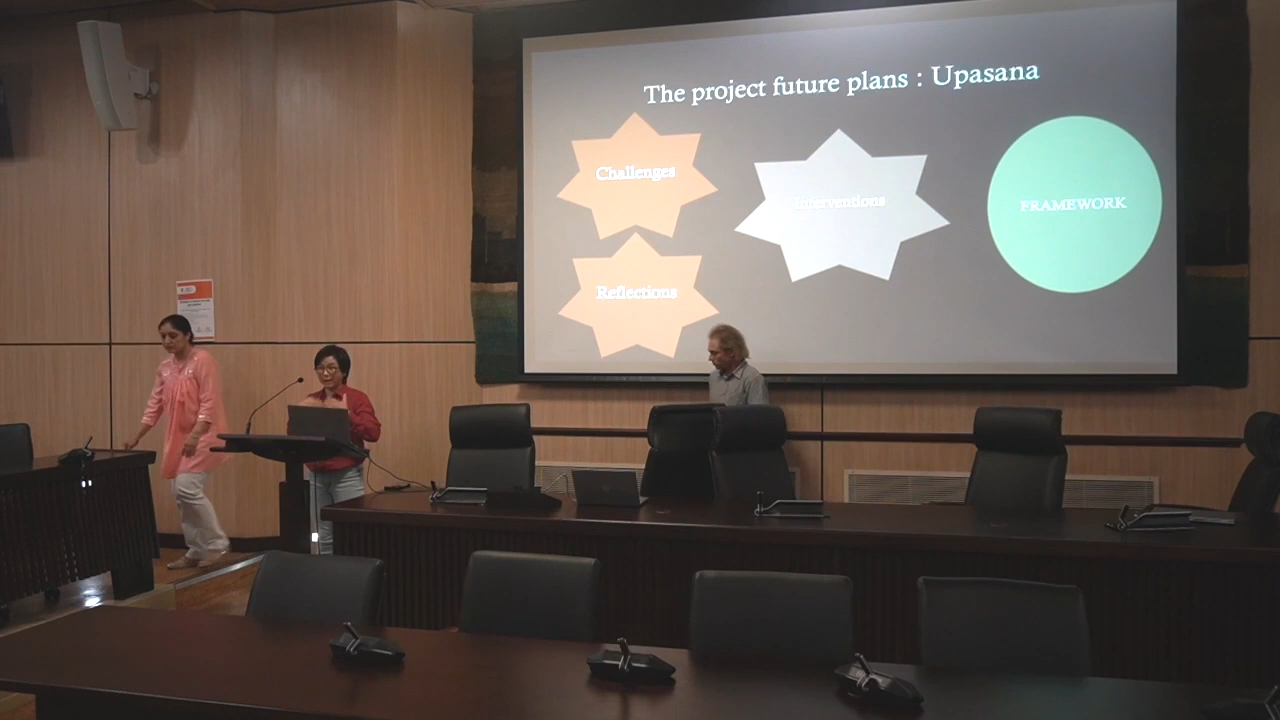 The project future plans : Upasana
Challenges
Interventions
FRAMEWORK
Reflections